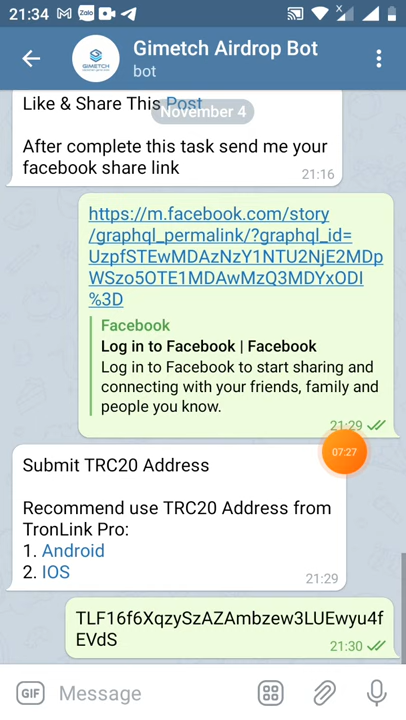 21:34
Zalo
Gimetch Airdrop Bot
GIMETCH
bot
Like & Share This Post
November 4
After complete this task send me your
facebook share link
21:16
https://m.facebook.com/story
/graphql_permalink/?graphql_id=
UzpfSTEwMDAzNzY1NTU2NjE2MDp
WSzo5OTE1MDAwMzQ3MDYxODI
%3D
Facebook
Log in to Facebook | Facebook
Log in to Facebook to start sharing and
connecting with your friends, family and
people you know.
21:29
07:27
Submit TRC20 Address
Recommend use TRC20 Address from
TronLink Pro:
1. Android
2. IOS
21:29
TLF16f6XqzySzAZAmbzew3LUEwyu4f
EVdS
21:30
GIF
Message